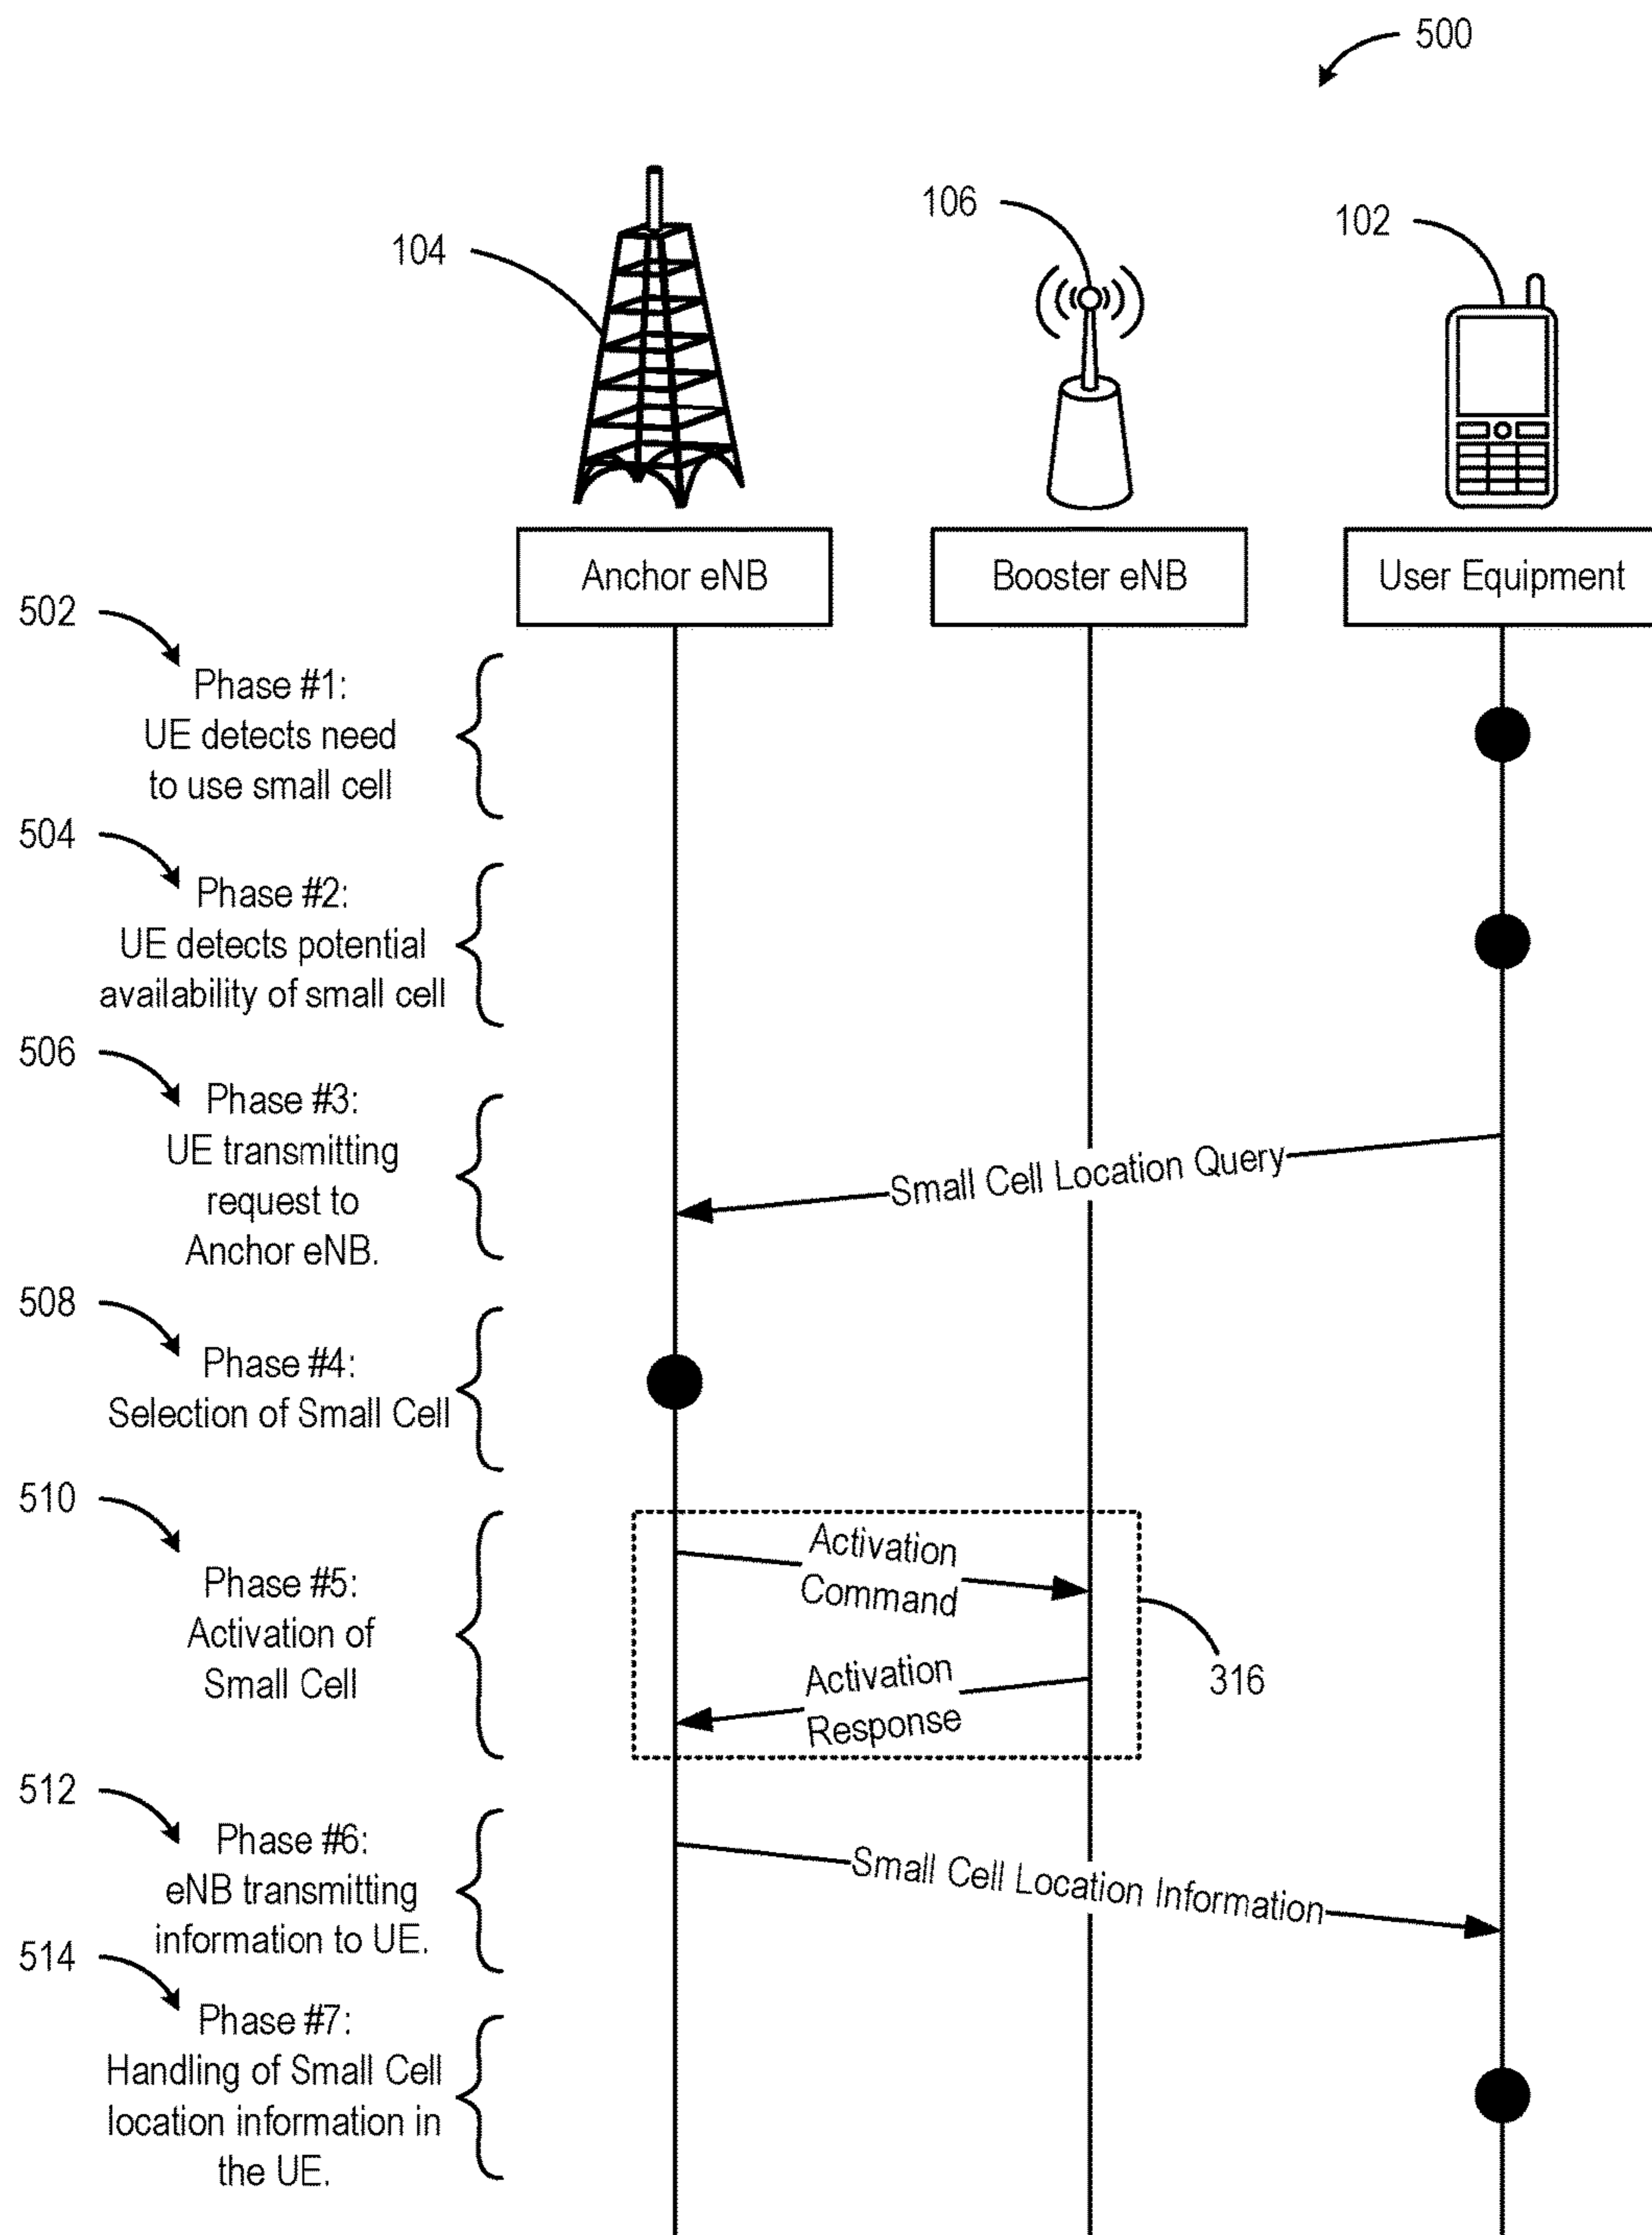 500
104
106
102
Anchor eNB
Booster eNB
User Equipment
502
Phase #1:
UE detects need
to use small cell
504
Phase #2:
UE detects potential
availability of small cell
506
Phase #3:
UE transmitting
request to
Anchor eNB.
Small Cell Location Query
508
Phase #4:
Selection of Small Cell
510
Phase #5:
Activation of
Small Cell
Activation
Command
Activation
Response
316
512
Phase #6:
eNB transmitting
information to UE.
Small Cell Location Information
514
Phase #7:
Handling of Small Cell
location information in
the UE.